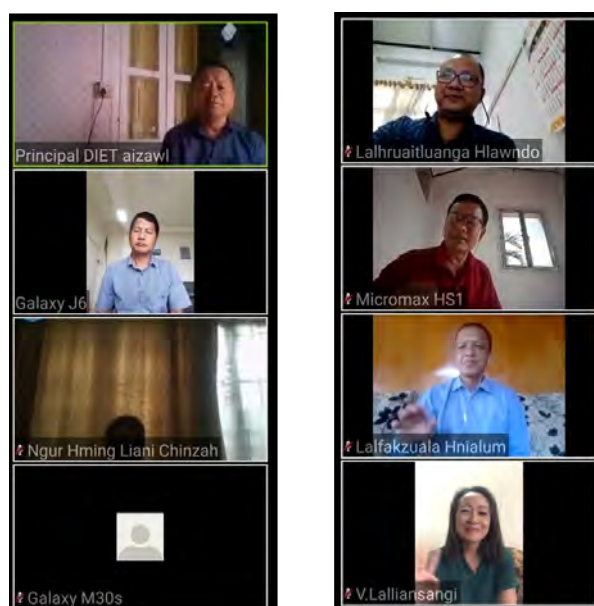 Principal DIET aizawl
Galaxy J6
Ngur Hming Liani Chinzah
Galaxy M30s
Lalhruaitluanga Hlawndo
Micromax HS1
Lalfakzuala Hnialum
V.Lalliansangi